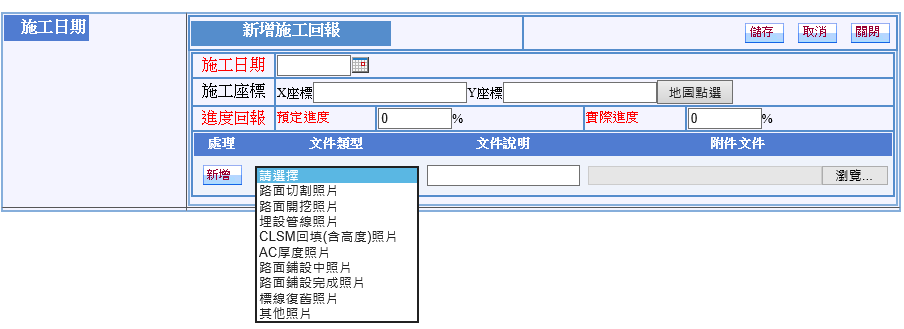 施工日期
新增施工回報
儲存 取消 關閉
施工日期
施工座標 X座標 Y座標 地圖點選
進度回報 預定進度 0 % 實際進度 0 %
處理 文件類型 文件說明 附件文件
新增 請選擇 瀏覽...
路面切割照片
路面開挖照片
埋設管線照片
CLSM回填(含高度)照片
AC厚度照片
路面鋪設中照片
路面鋪設完成照片
標線復舊照片
其他照片